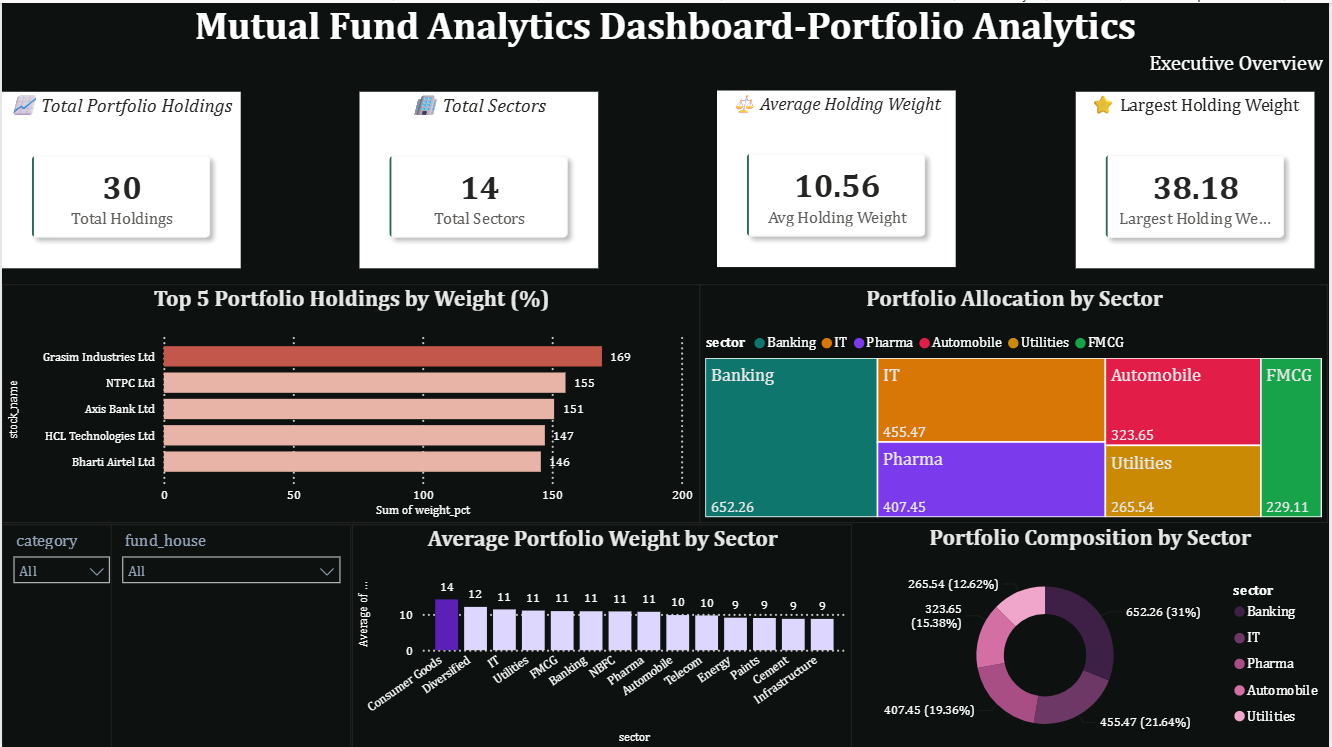 Mutual Fund Analytics Dashboard-Portfolio Analytics
Executive Overview
Total Portfolio Holdings
30
Total Holdings
Total Sectors
14
Total Sectors
Average Holding Weight
10.56
Avg Holding Weight
Largest Holding Weight
38.18
Largest Holding We...
Top 5 Portfolio Holdings by Weight (%)
stock_name
Grasim Industries Ltd 169
NTPC Ltd 155
Axis Bank Ltd 151
HCL Technologies Ltd 147
Bharti Airtel Ltd 146
0 50 100 150 200
Sum of weight_pct
Portfolio Allocation by Sector
sector Banking IT Pharma Automobile Utilities FMCG
Banking
652.26
IT
455.47
Pharma
407.45
Automobile
323.65
Utilities
265.54
FMCG
229.11
category
All
fund_house
All
Average Portfolio Weight by Sector
Average of ...
10
0
14 12 11 11 11 11 11 11 10 10 9 9 9 9
Consumer Goods
Diversified
IT
Utilities
FMCG
Banking
NBFC
Pharma
Automobile
Telecom
Energy
Paints
Cement
Infrastructure
sector
Portfolio Composition by Sector
265.54 (12.62%)
323.65
(15.38%)
407.45 (19.36%)
652.26 (31%)
455.47 (21.64%)
sector
Banking
IT
Pharma
Automobile
Utilities